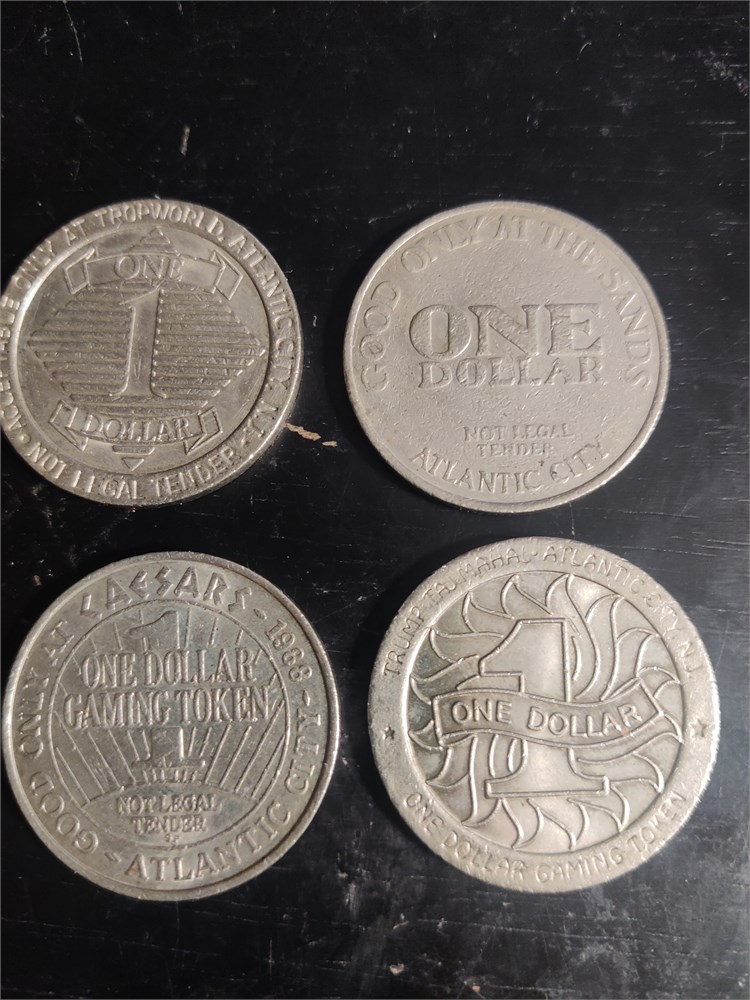 ACCEPTABLE ONLY AT TROPWORLD, ATLANTIC CITY, N.J.
ONE
1
DOLLAR
NOT LEGAL TENDER
GOOD ONLY AT THE SANDS
ONE
DOLLAR
NOT LEGAL
TENDER
ATLANTIC CITY
GOOD ONLY AT CAESARS - 1988 -
1
ONE DOLLAR
GAMING TOKEN
1
NOT LEGAL
TENDER
ATLANTIC CITY
TRUMP TAJ MAHAL - ATLANTIC CITY, N.J.
1
ONE DOLLAR
ONE DOLLAR GAMING TOKEN